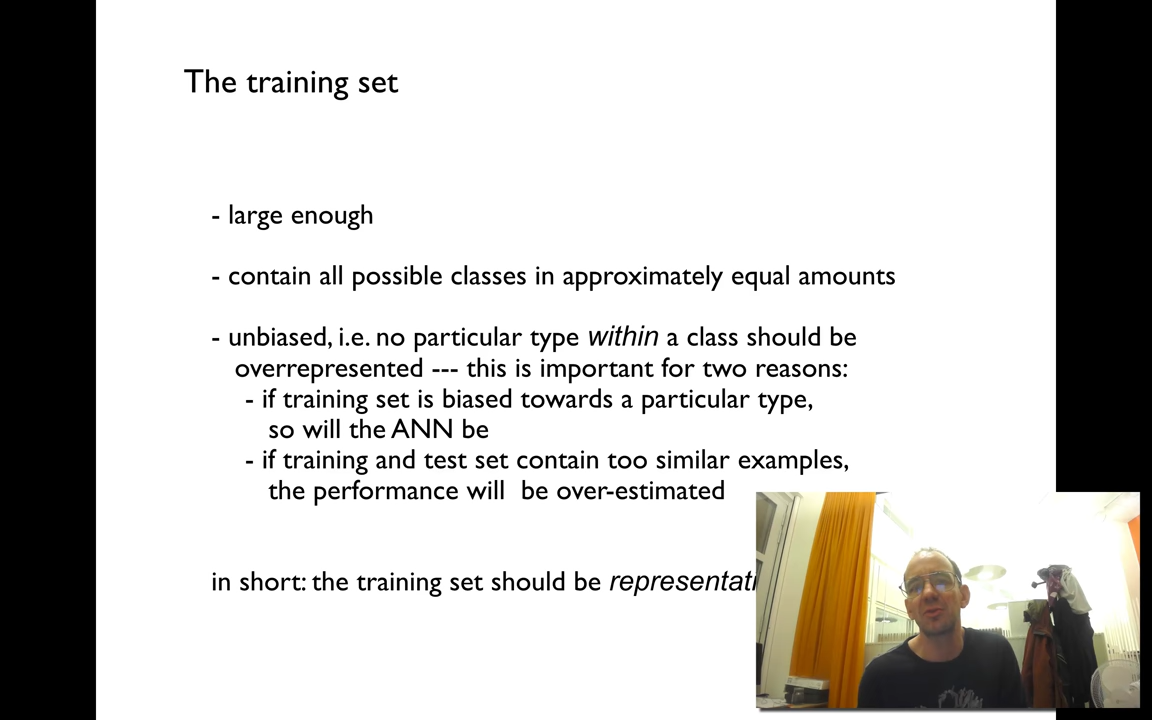 The training set
- large enough
- contain all possible classes in approximately equal amounts
- unbiased, i.e. no particular type within a class should be
overrepresented --- this is important for two reasons:
- if training set is biased towards a particular type,
so will the ANN be
- if training and test set contain too similar examples,
the performance will be over-estimated
in short: the training set should be